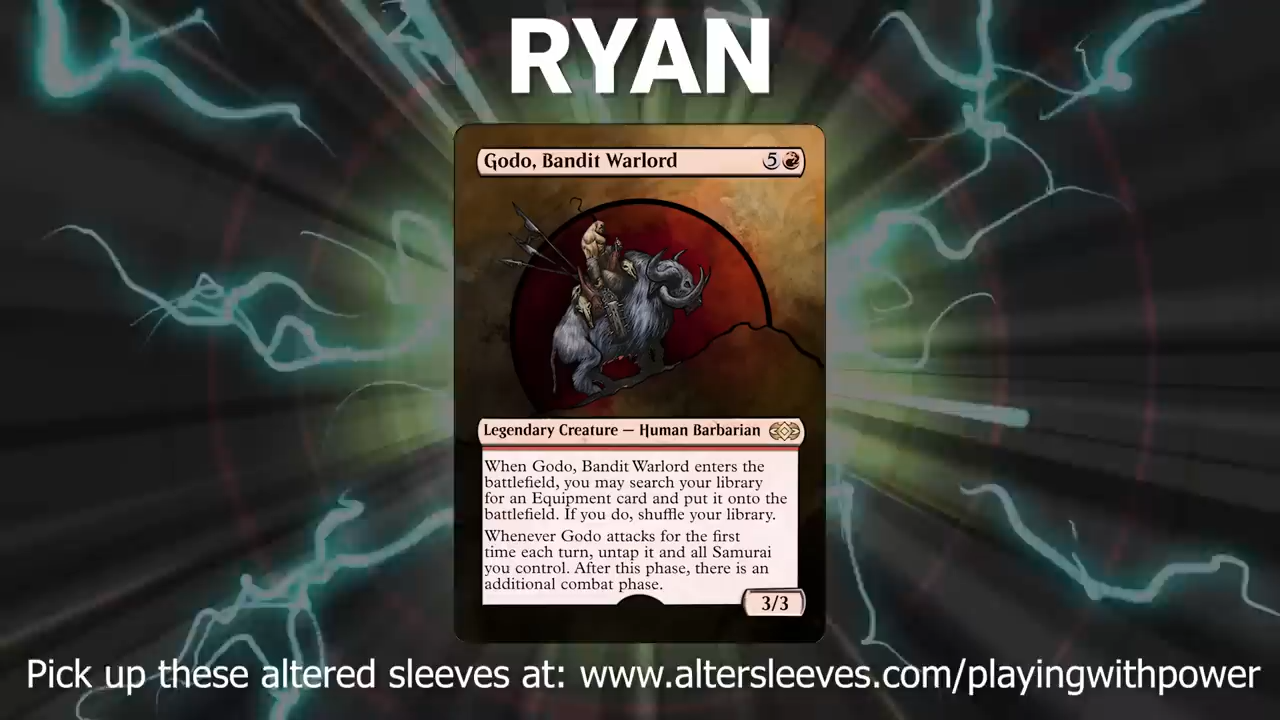 RYAN
Godo, Bandit Warlord 5
Legendary Creature — Human Barbarian
When Godo, Bandit Warlord enters the
battlefield, you may search your library
for an Equipment card and put it onto the
battlefield. If you do, shuffle your library.
Whenever Godo attacks for the first
time each turn, untap it and all Samurai
you control. After this phase, there is an
additional combat phase.
3/3
Pick up these altered sleeves at: www.altersleeves.com/playingwithpower